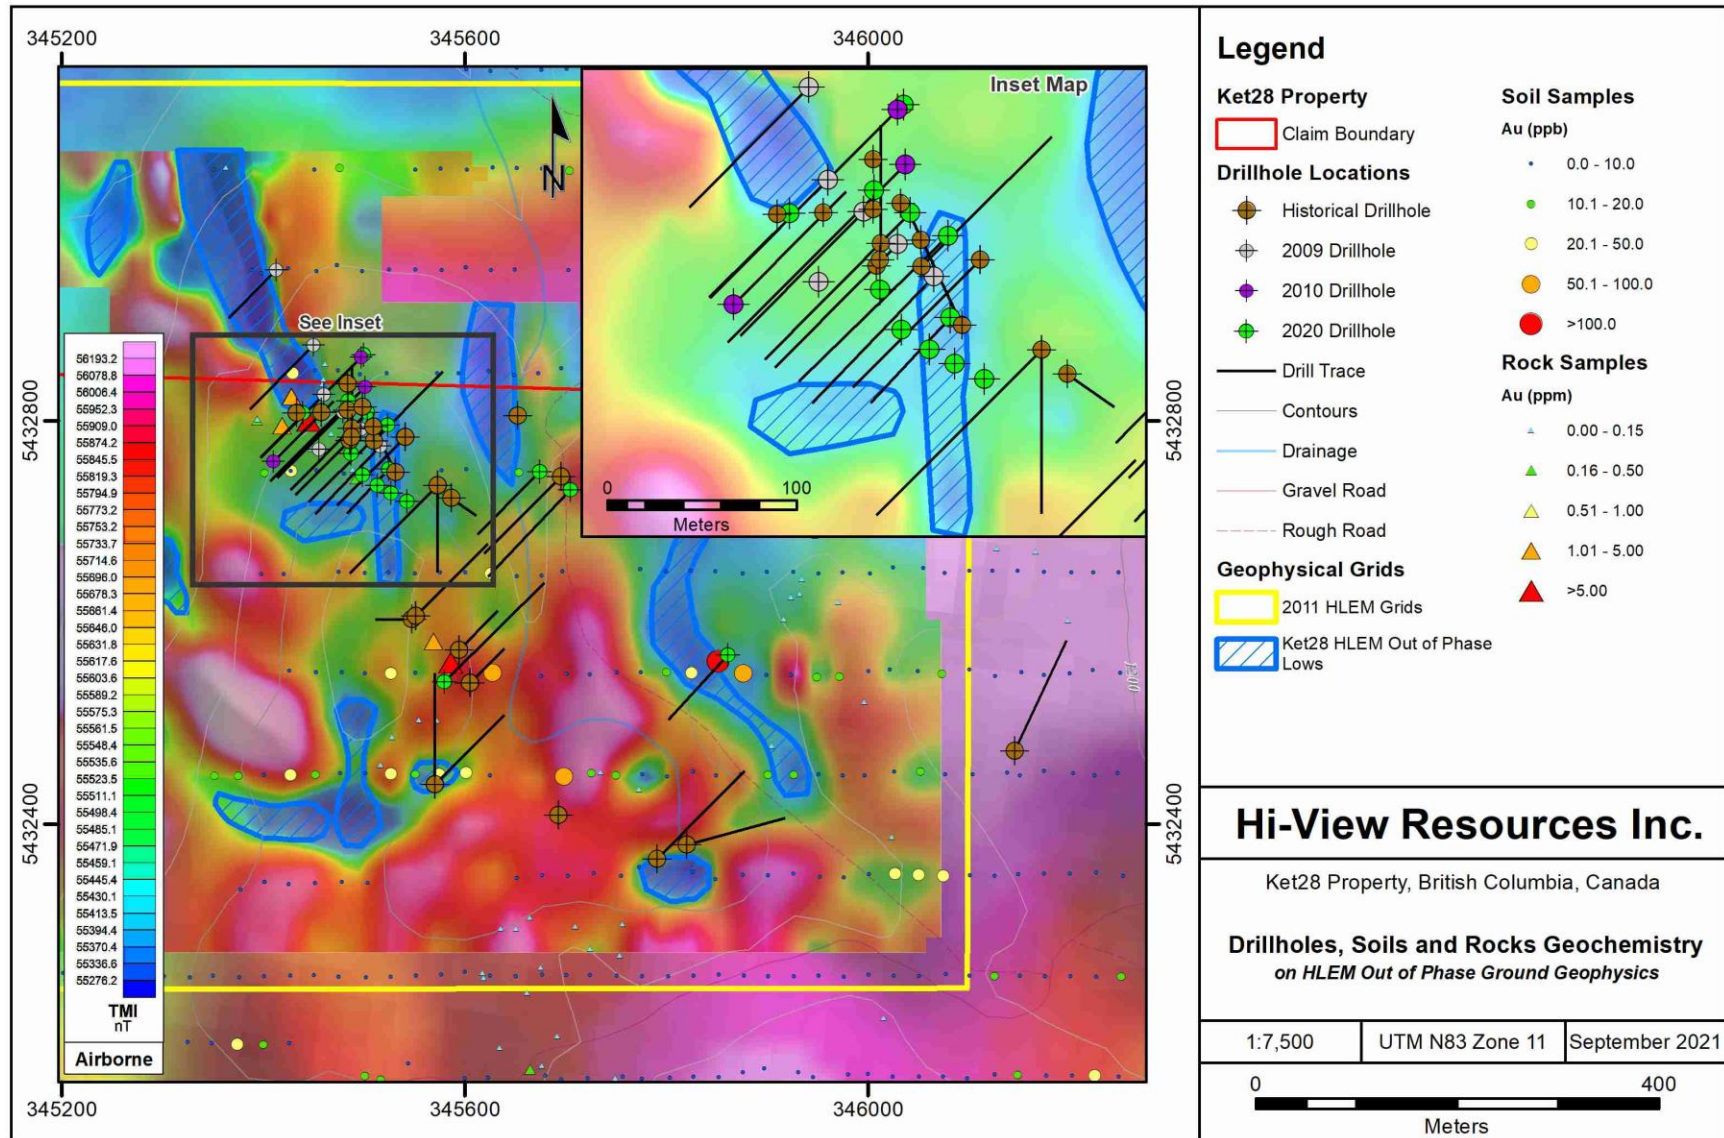 345200
345600
346000
Inset Map
N
See Inset
0
100
Meters
56193.2
56078.8
56006.4
55952.3
55909.0
55874.2
55845.5
55819.3
55794.9
55773.2
55753.2
55733.7
55714.6
55696.0
55678.3
55661.4
55646.0
55631.8
55617.6
55603.6
55589.2
55575.3
55561.5
55548.4
55535.6
55523.5
55511.1
55498.4
55485.1
55471.9
55459.1
55445.4
55430.1
55413.5
55394.4
55370.4
55336.6
55276.2
TMI
nT
Airborne
5432800
5432400
5432800
5432400
1200
345200
345600
346000
Legend
Ket28 Property
Claim Boundary
Drillhole Locations
Historical Drillhole
2009 Drillhole
2010 Drillhole
2020 Drillhole
Drill Trace
Contours
Drainage
Gravel Road
Rough Road
Geophysical Grids
2011 HLEM Grids
Ket28 HLEM Out of Phase
Lows
Soil Samples
Au (ppb)
0.0 - 10.0
10.1 - 20.0
20.1 - 50.0
50.1 - 100.0
>100.0
Rock Samples
Au (ppm)
0.00 - 0.15
0.16 - 0.50
0.51 - 1.00
1.01 - 5.00
>5.00
Hi-View Resources Inc.
Ket28 Property, British Columbia, Canada
Drillholes, Soils and Rocks Geochemistry
on HLEM Out of Phase Ground Geophysics
1:7,500
UTM N83 Zone 11
September 2021
0
400
Meters